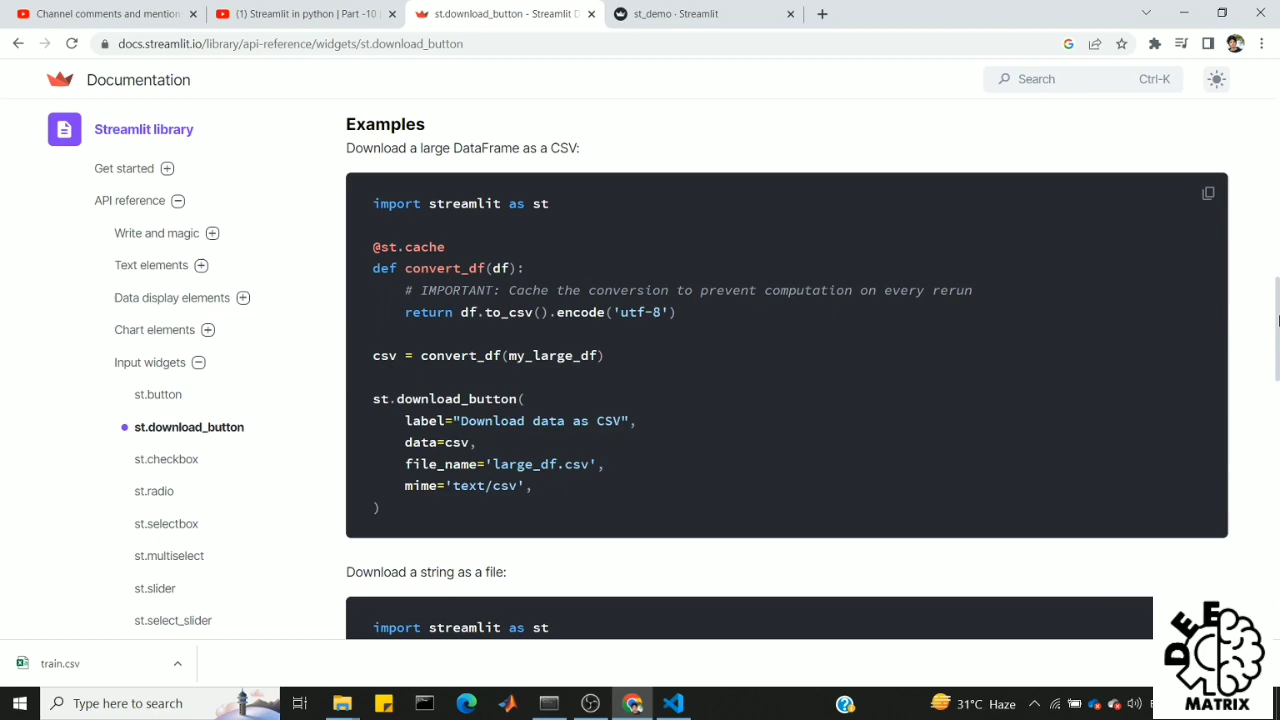 Channel comments and mention
(1) Streamlit in python | Part -10 |
st.download_button - Streamlit D
st_demo · Streamlit
docs.streamlit.io/library/api-reference/widgets/st.download_button
Documentation
Search
Ctrl-K
Streamlit library
Get started
API reference
Write and magic
Text elements
Data display elements
Chart elements
Input widgets
st.button
st.download_button
st.checkbox
st.radio
st.selectbox
st.multiselect
st.slider
st.select_slider
Examples
Download a large DataFrame as a CSV:
import streamlit as st
@st.cache
def convert_df(df):
# IMPORTANT: Cache the conversion to prevent computation on every rerun
return df.to_csv().encode('utf-8')
csv = convert_df(my_large_df)
st.download_button(
label="Download data as CSV",
data=csv,
file_name='large_df.csv',
mime='text/csv',
)
Download a string as a file:
import streamlit as st
train.csv
Type here to search
31°C Haze
DEE
MATRIX